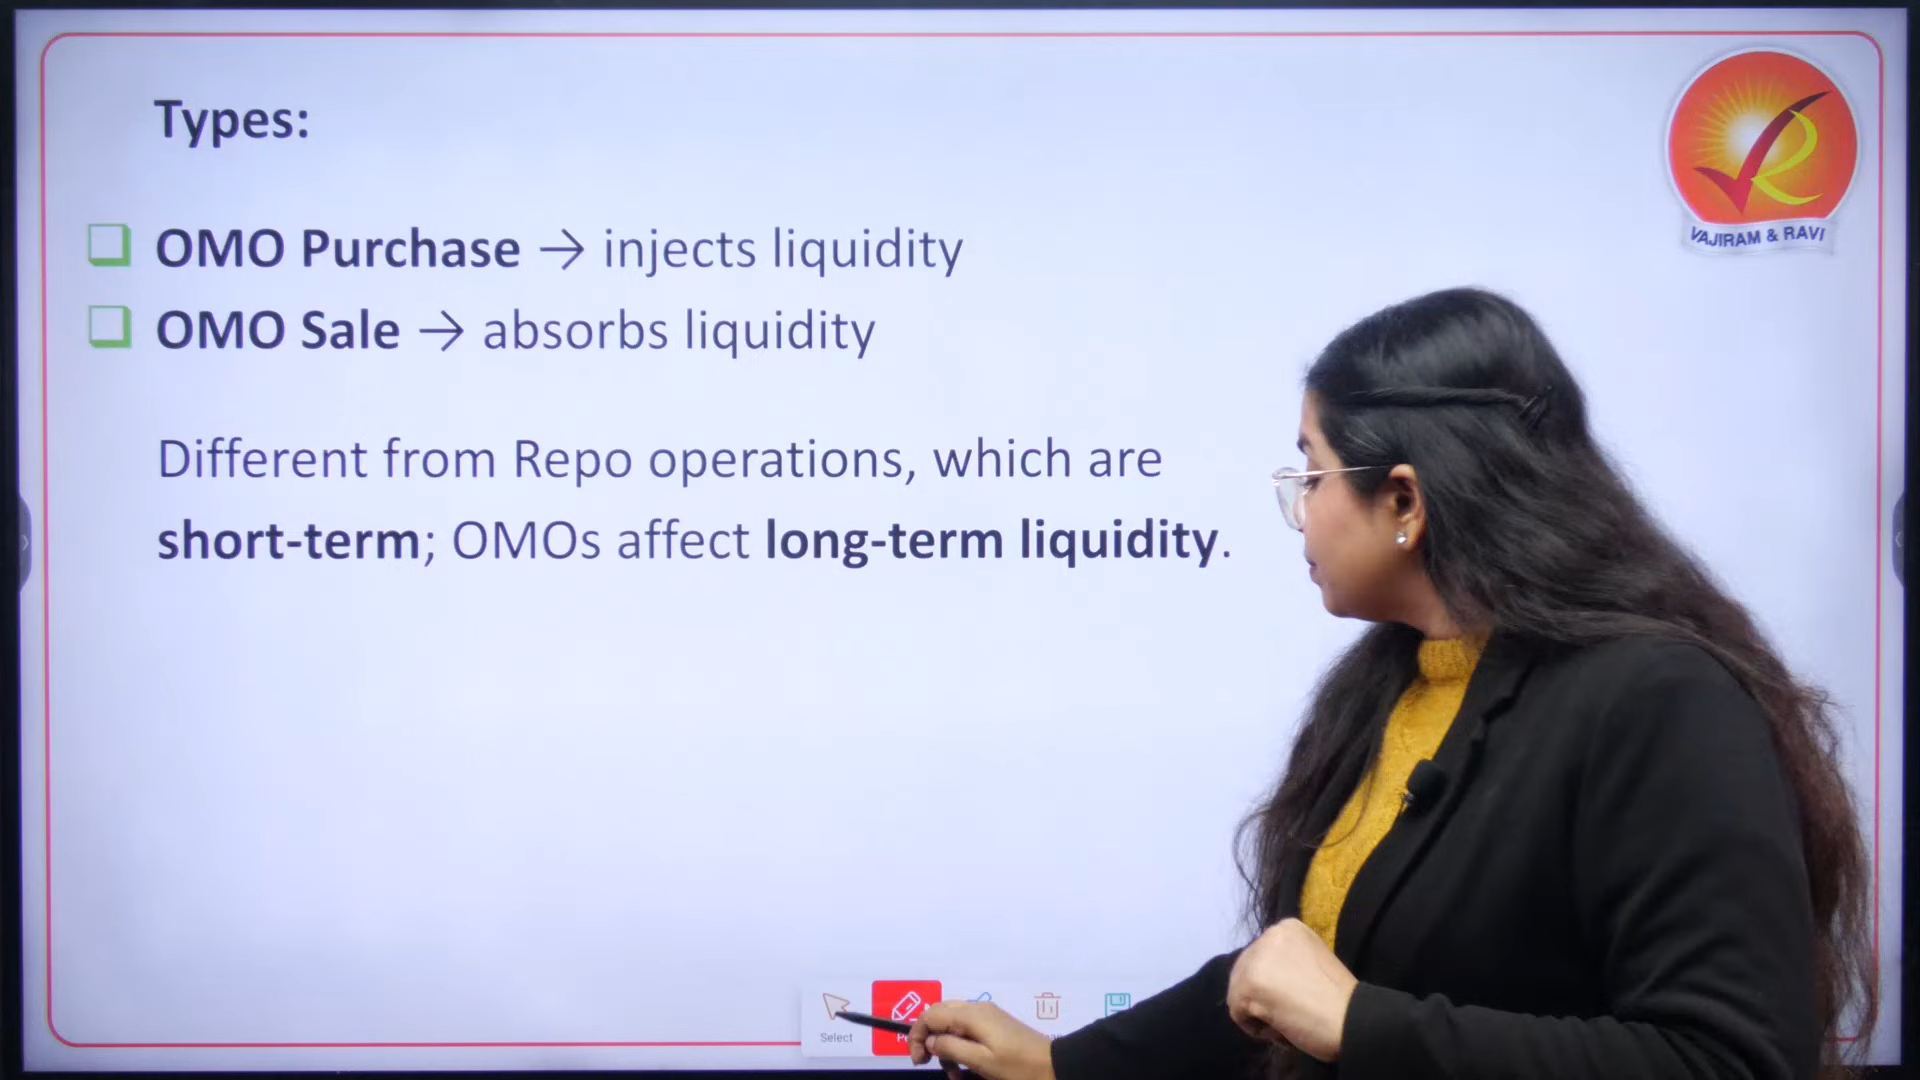 Types:
VAJIRAM & RAVI
OMO Purchase → injects liquidity
OMO Sale → absorbs liquidity
Different from Repo operations, which are
short-term; OMOs affect long-term liquidity.
Select